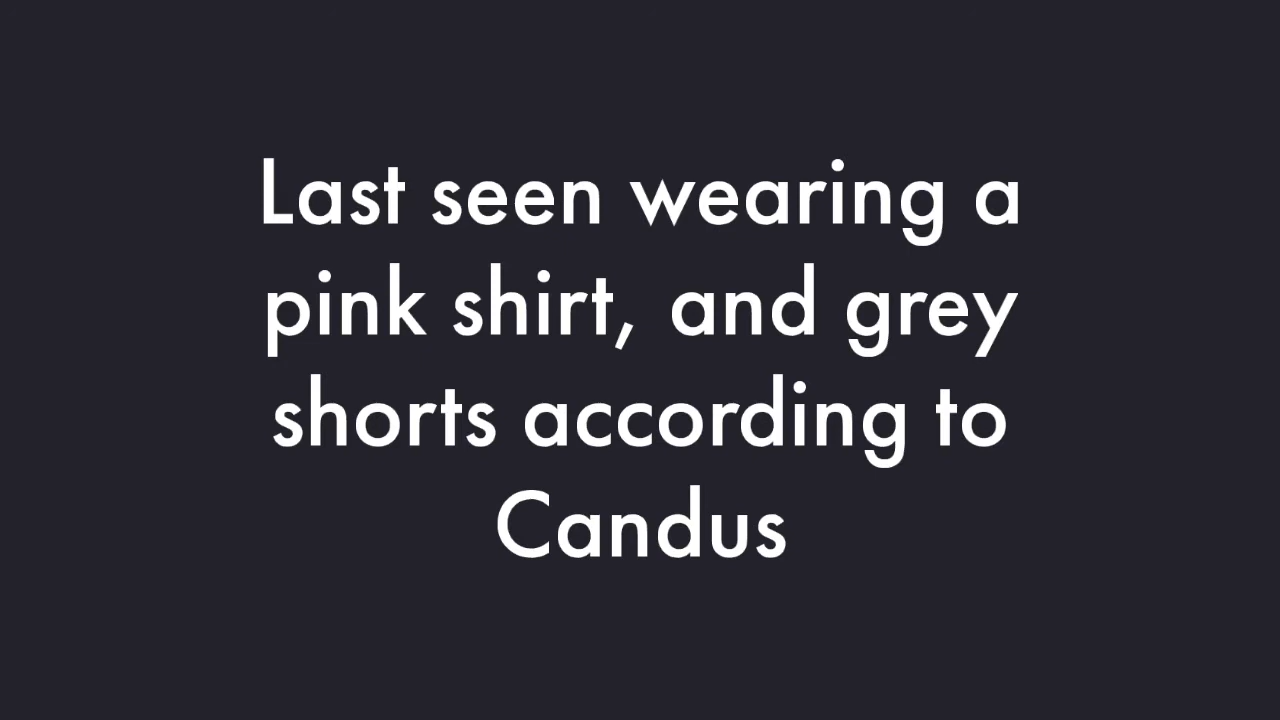 Last seen wearing a
pink shirt, and grey
shorts according to
Candus